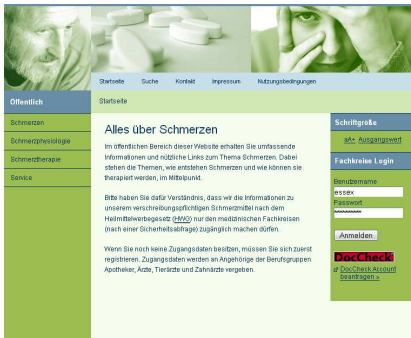 Startseite Suche Kontakt Impressum Nutzungsbedingungen
Öffentlich
Schmerzen
Schmerzphysiologie
Schmerztherapie
Service
Startseite
Alles über Schmerzen
Im öffentlichen Bereich dieser Website erhalten Sie umfassende
Informationen und nützliche Links zum Thema Schmerzen. Dabei
stehen die Themen, wie entstehen Schmerzen und wie können sie
therapiert werden, im Mittelpunkt.
Bitte haben Sie dafür Verständnis, dass wir die Informationen zu
unserem verschreibungspflichtigen Schmerzmittel nach dem
Heilmittelwerbegesetz (HWG) nur den medizinischen Fachkreisen
(nach einer Sicherheitsabfrage) zugänglich machen dürfen.
Wenn Sie noch keine Zugangsdaten besitzen, müssen Sie sich zuerst
registrieren. Zugangsdaten werden an Angehörige der Berufsgruppen
Apotheker, Ärzte, Tierärzte und Zahnärzte vergeben.
Schriftgröße
aA+ Ausgangswert
Fachkreise Login
Benutzername
essex
Passwort
**********
Anmelden
DocCheck
DocCheck Account
beantragen »